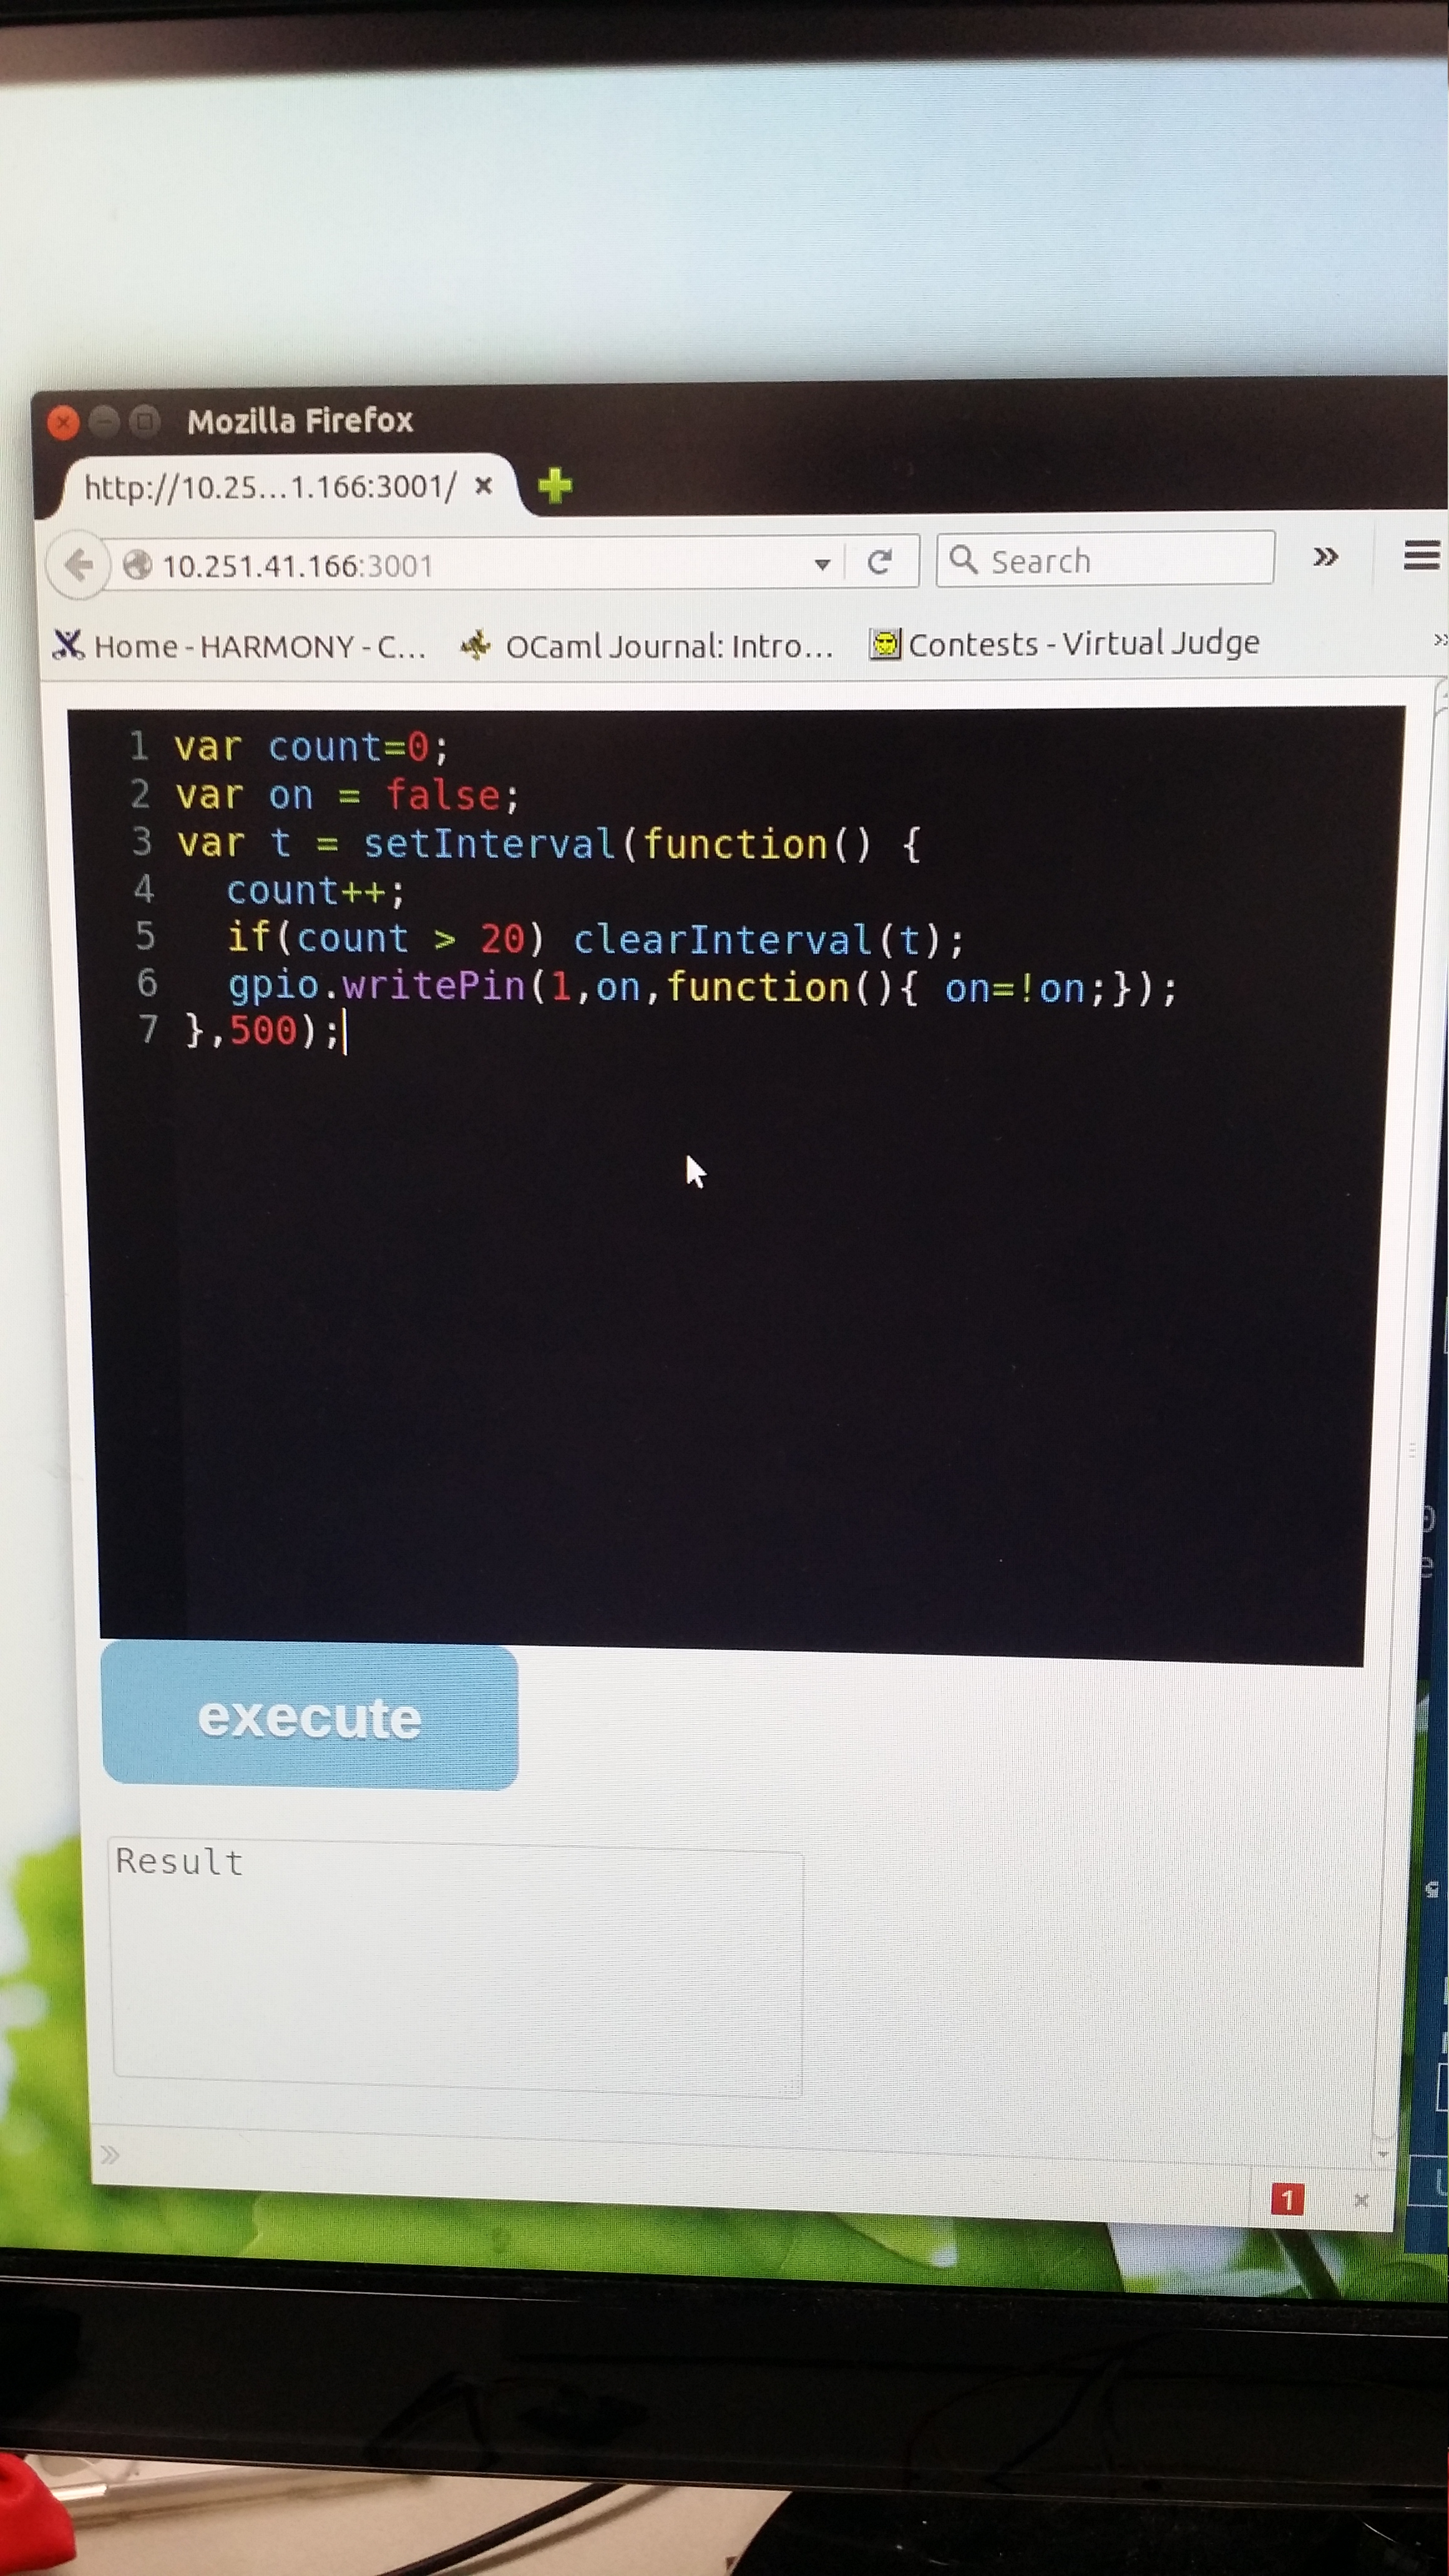 Mozilla Firefox
http://10.25...1.166:3001/
10.251.41.166:3001
Search
Home - HARMONY - C...
OCaml Journal: Intro...
Contests - Virtual Judge
1 var count=0;
2 var on = false;
3 var t = setInterval(function() {
4   count++;
5   if(count > 20) clearInterval(t);
6   gpio.writePin(1,on,function(){ on=!on;});
7 },500);
execute
Result
1